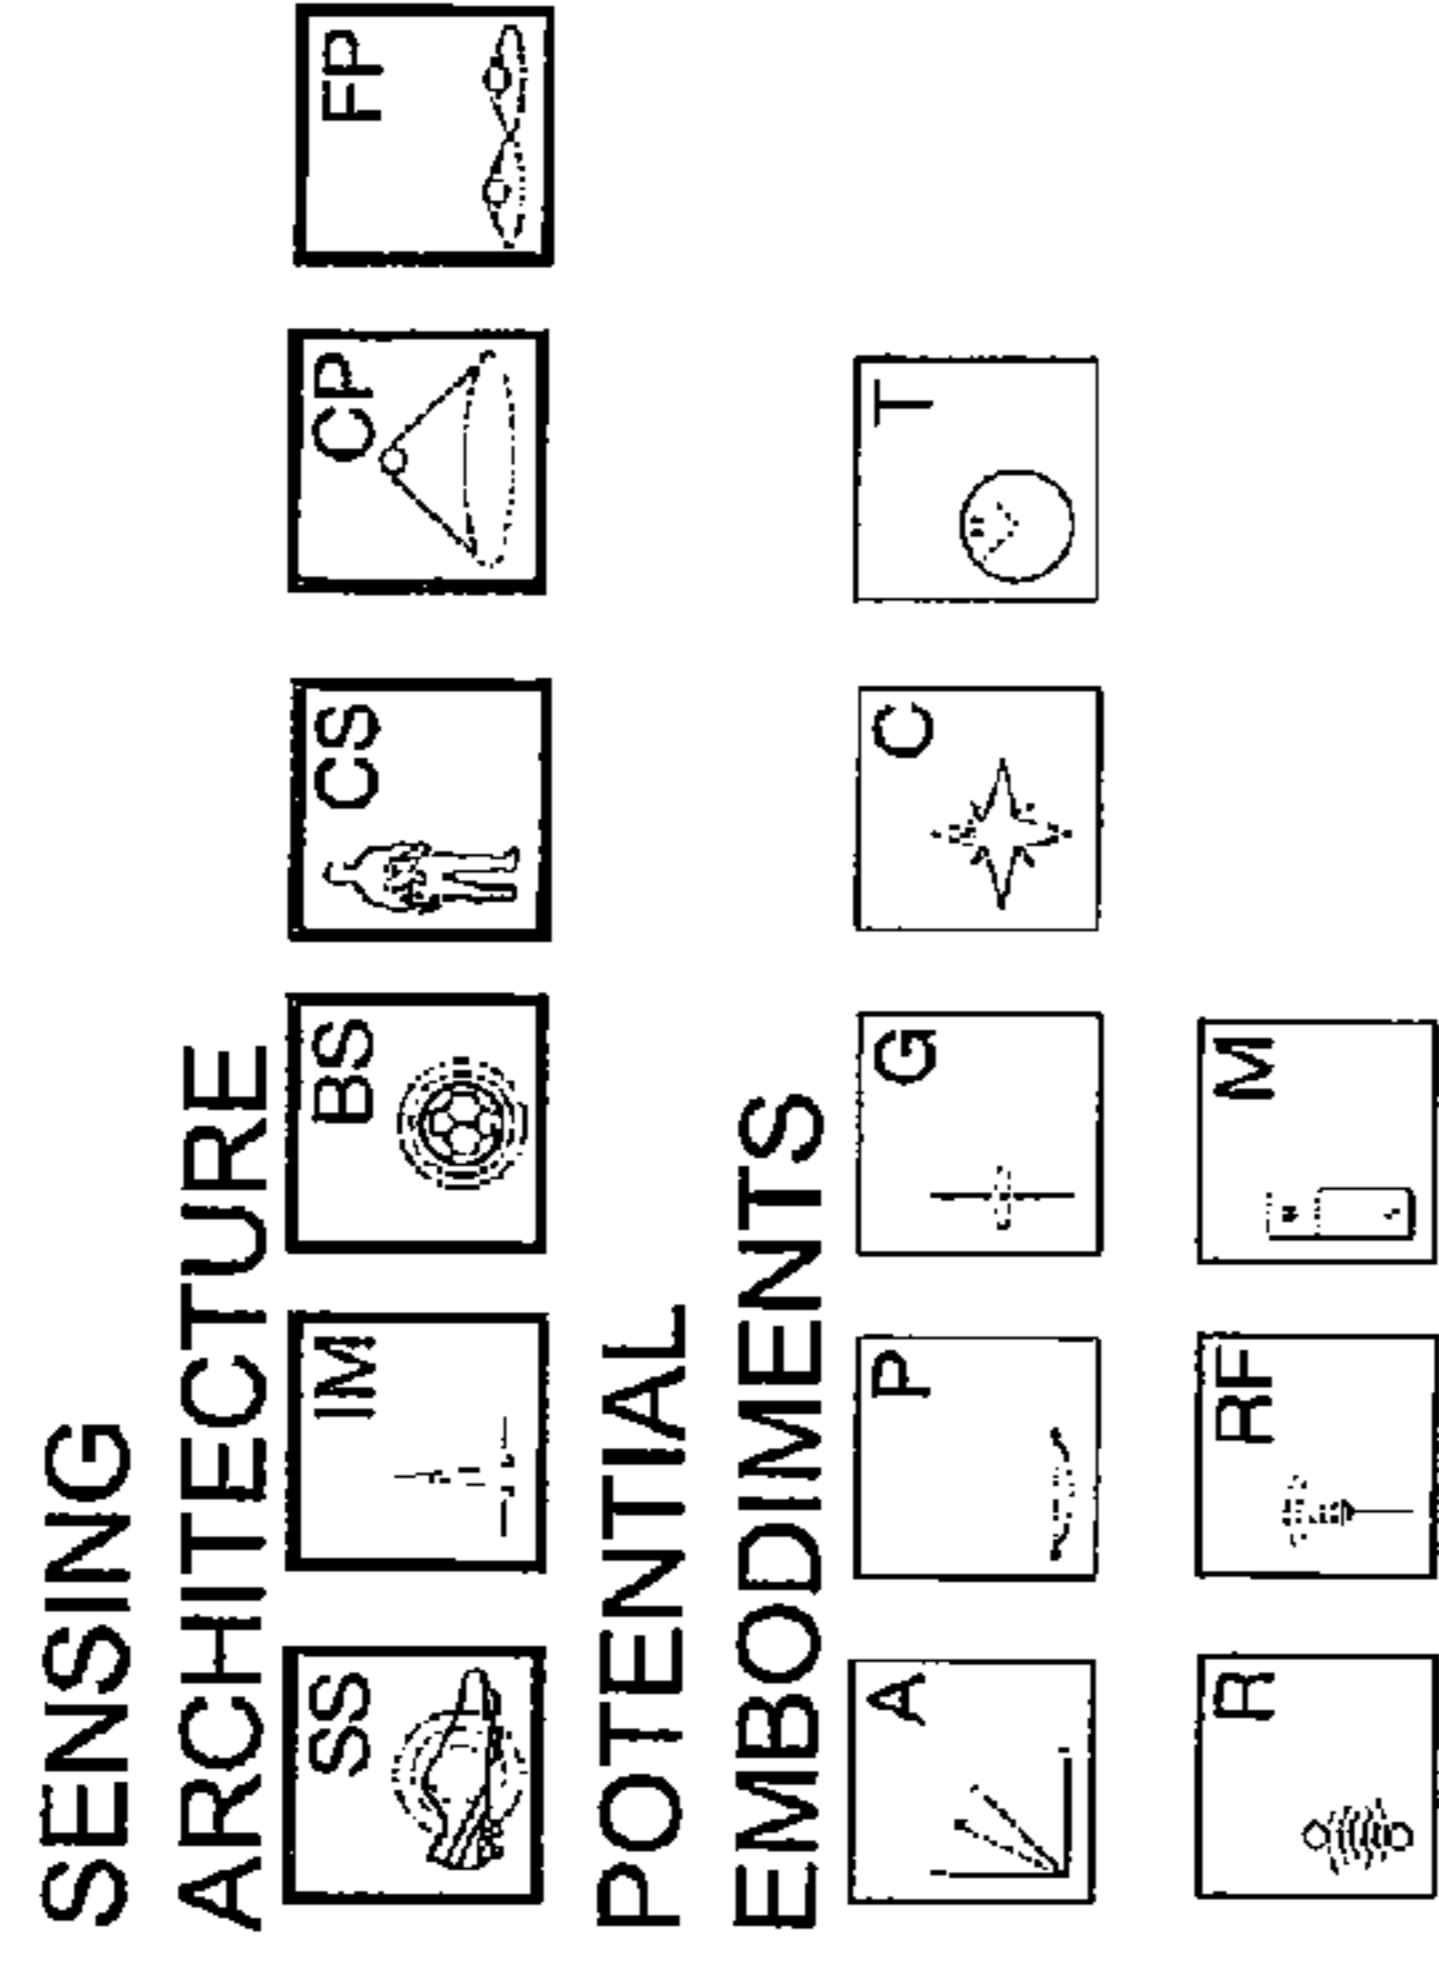 SENSING
ARCHITECTURE
SS IM BS CS CP FP
POTENTIAL
EMBODIMENTS
A P G C T
R RF M